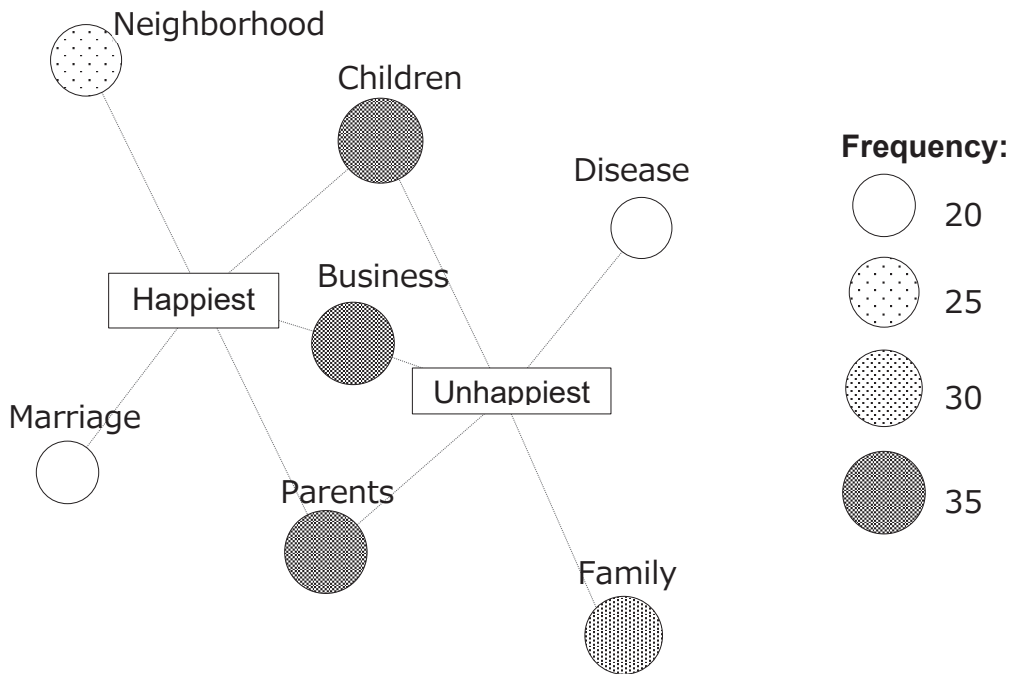 Neighborhood
Children
Disease
Business
Happiest
Unhappiest
Marriage
Parents
Family
Frequency:
20
25
30
35